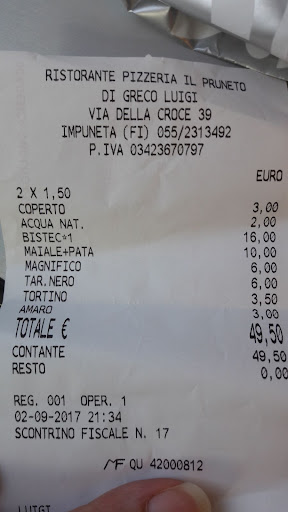 RISTORANTE PIZZERIA IL PRUNETO
DI GRECO LUIGI
VIA DELLA CROCE 39
IMPUNETA (FI) 055/2313492
P.IVA 03423670797
EURO
2 X 1,50
COPERTO 3,00
ACQUA NAT. 2,00
BISTEC*1 16,00
MAIALE+PATA 10,00
MAGNIFICO 6,00
TAR.NERO 6,00
TORTINO 3,50
AMARO 3,00
TOTALE € 49,50
CONTANTE 49,50
RESTO 0,00
REG. 001 OPER. 1
02-09-2017 21:34
SCONTRINO FISCALE N. 17
MF QU 42000812
LUIGI